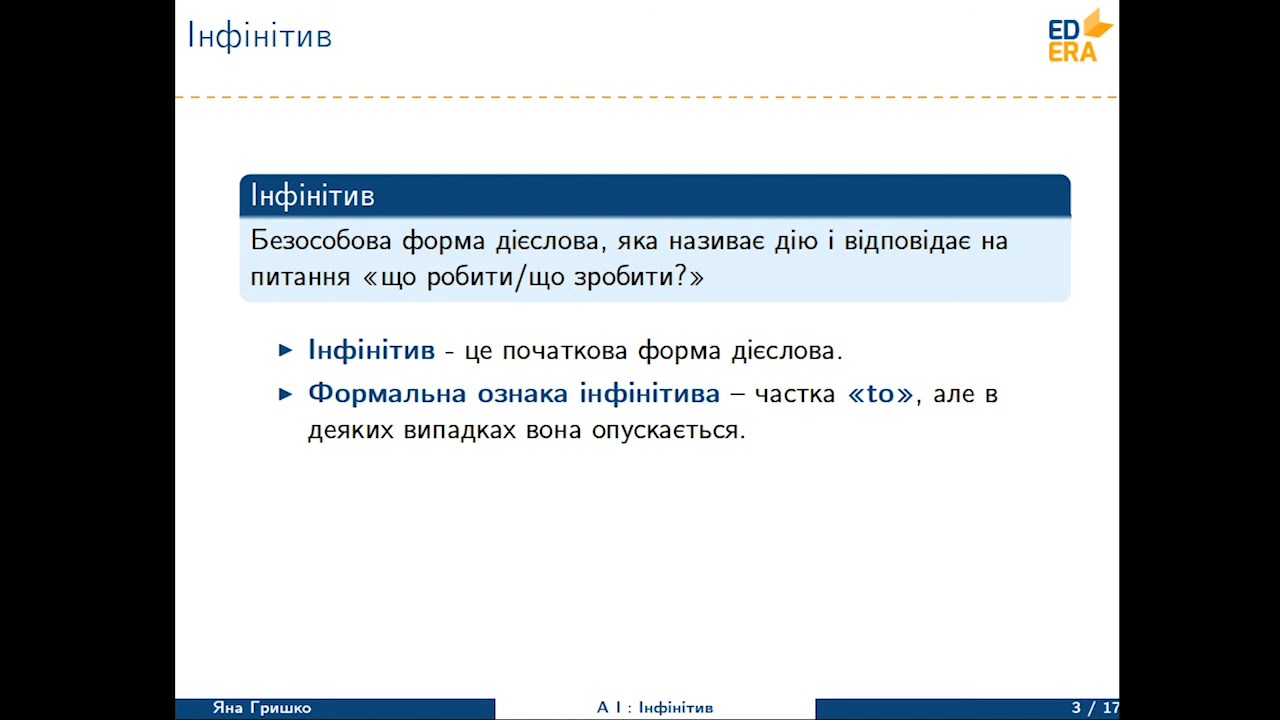 Інфінітив
ED
ERA
Інфінітив
Безособова форма дієслова, яка називає дію і відповідає на
питання «що робити/що зробити?»
► Інфінітив - це початкова форма дієслова.
► Формальна ознака інфінітива – частка «to», але в
деяких випадках вона опускається.
Яна Гришко
А І : Інфінітив
3 / 17